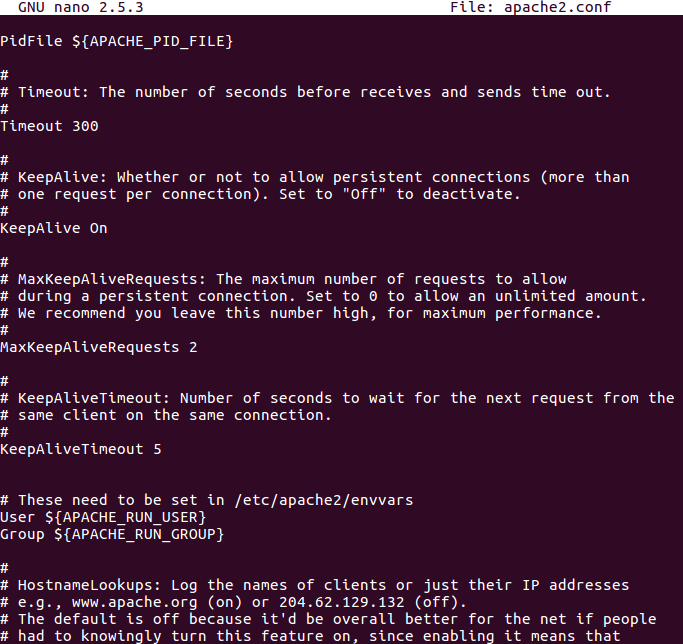 GNU nano 2.5.3 File: apache2.conf
PidFile ${APACHE_PID_FILE}
#
# Timeout: The number of seconds before receives and sends time out.
#
Timeout 300
#
# KeepAlive: Whether or not to allow persistent connections (more than
# one request per connection). Set to "Off" to deactivate.
#
KeepAlive On
#
# MaxKeepAliveRequests: The maximum number of requests to allow
# during a persistent connection. Set to 0 to allow an unlimited amount.
# We recommend you leave this number high, for maximum performance.
#
MaxKeepAliveRequests 2
#
# KeepAliveTimeout: Number of seconds to wait for the next request from the
# same client on the same connection.
#
KeepAliveTimeout 5
# These need to be set in /etc/apache2/envvars
User ${APACHE_RUN_USER}
Group ${APACHE_RUN_GROUP}
#
# HostnameLookups: Log the names of clients or just their IP addresses
# e.g., www.apache.org (on) or 204.62.129.132 (off).
# The default is off because it'd be overall better for the net if people
# had to knowingly turn this feature on, since enabling it means that